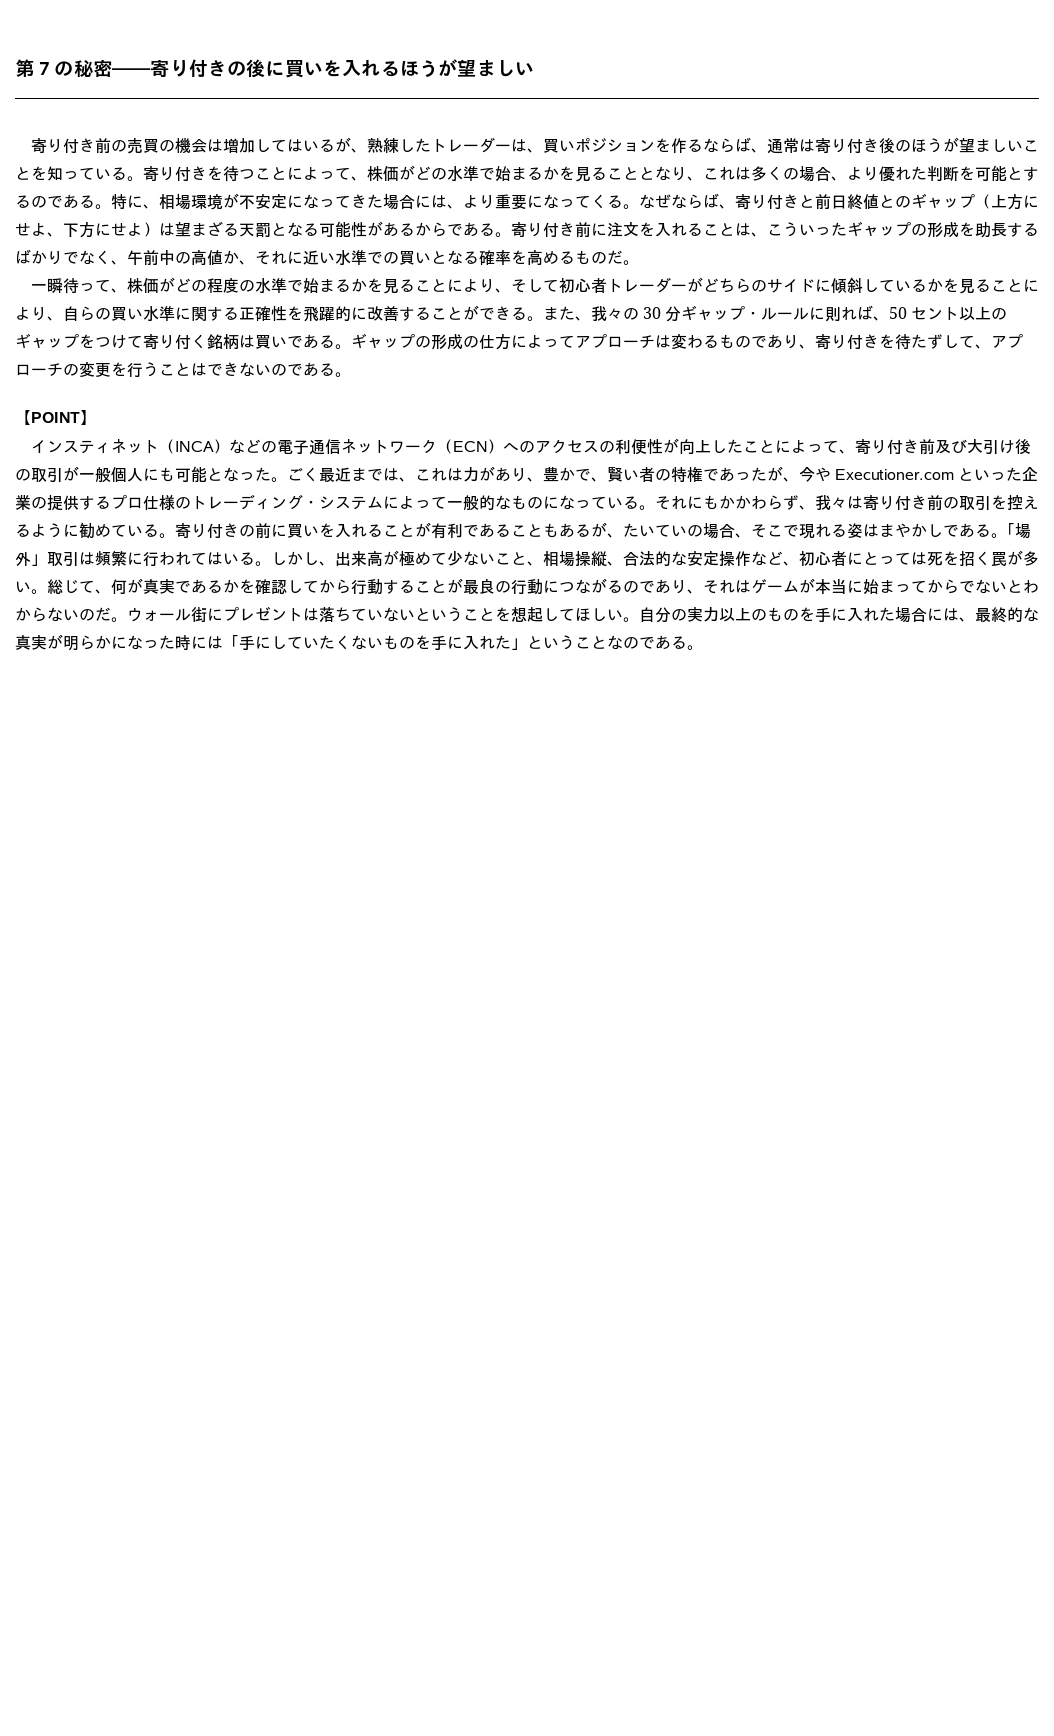 第 7 の秘密――寄り付きの後に買いを入れるほうが望ましい
　寄り付き前の売買の機会は増加してはいるが、熟練したトレーダーは、買いポジションを作るならば、通常は寄り付き後のほうが望ましいこ
とを知っている。寄り付きを待つことによって、株価がどの水準で始まるかを見ることとなり、これは多くの場合、より優れた判断を可能とす
るのである。特に、相場環境が不安定になってきた場合には、より重要になってくる。なぜならば、寄り付きと前日終値とのギャップ（上方に
せよ、下方にせよ）は望まざる天罰となる可能性があるからである。寄り付き前に注文を入れることは、こういったギャップの形成を助長する
ばかりでなく、午前中の高値か、それに近い水準での買いとなる確率を高めるものだ。
　一瞬待って、株価がどの程度の水準で始まるかを見ることにより、そして初心者トレーダーがどちらのサイドに傾斜しているかを見ることに
より、自らの買い水準に関する正確性を飛躍的に改善することができる。また、我々の 30 分ギャップ・ルールに則れば、50 セント以上の
ギャップをつけて寄り付く銘柄は買いである。ギャップの形成の仕方によってアプローチは変わるものであり、寄り付きを待たずして、アプ
ローチの変更を行うことはできないのである。
【POINT】
　インスティネット（INCA）などの電子通信ネットワーク（ECN）へのアクセスの利便性が向上したことによって、寄り付き前及び大引け後
の取引が一般個人にも可能となった。ごく最近までは、これは力があり、豊かで、賢い者の特権であったが、今や Executioner.com といった企
業の提供するプロ仕様のトレーディング・システムによって一般的なものになっている。それにもかかわらず、我々は寄り付き前の取引を控え
るように勧めている。寄り付きの前に買いを入れることが有利であることもあるが、たいていの場合、そこで現れる姿はまやかしである。「場
外」取引は頻繁に行われてはいる。しかし、出来高が極めて少ないこと、相場操縦、合法的な安定操作など、初心者にとっては死を招く罠が多
い。総じて、何が真実であるかを確認してから行動することが最良の行動につながるのであり、それはゲームが本当に始まってからでないとわ
からないのだ。ウォール街にプレゼントは落ちていないということを想起してほしい。自分の実力以上のものを手に入れた場合には、最終的な
真実が明らかになった時には「手にしていたくないものを手に入れた」ということなのである。